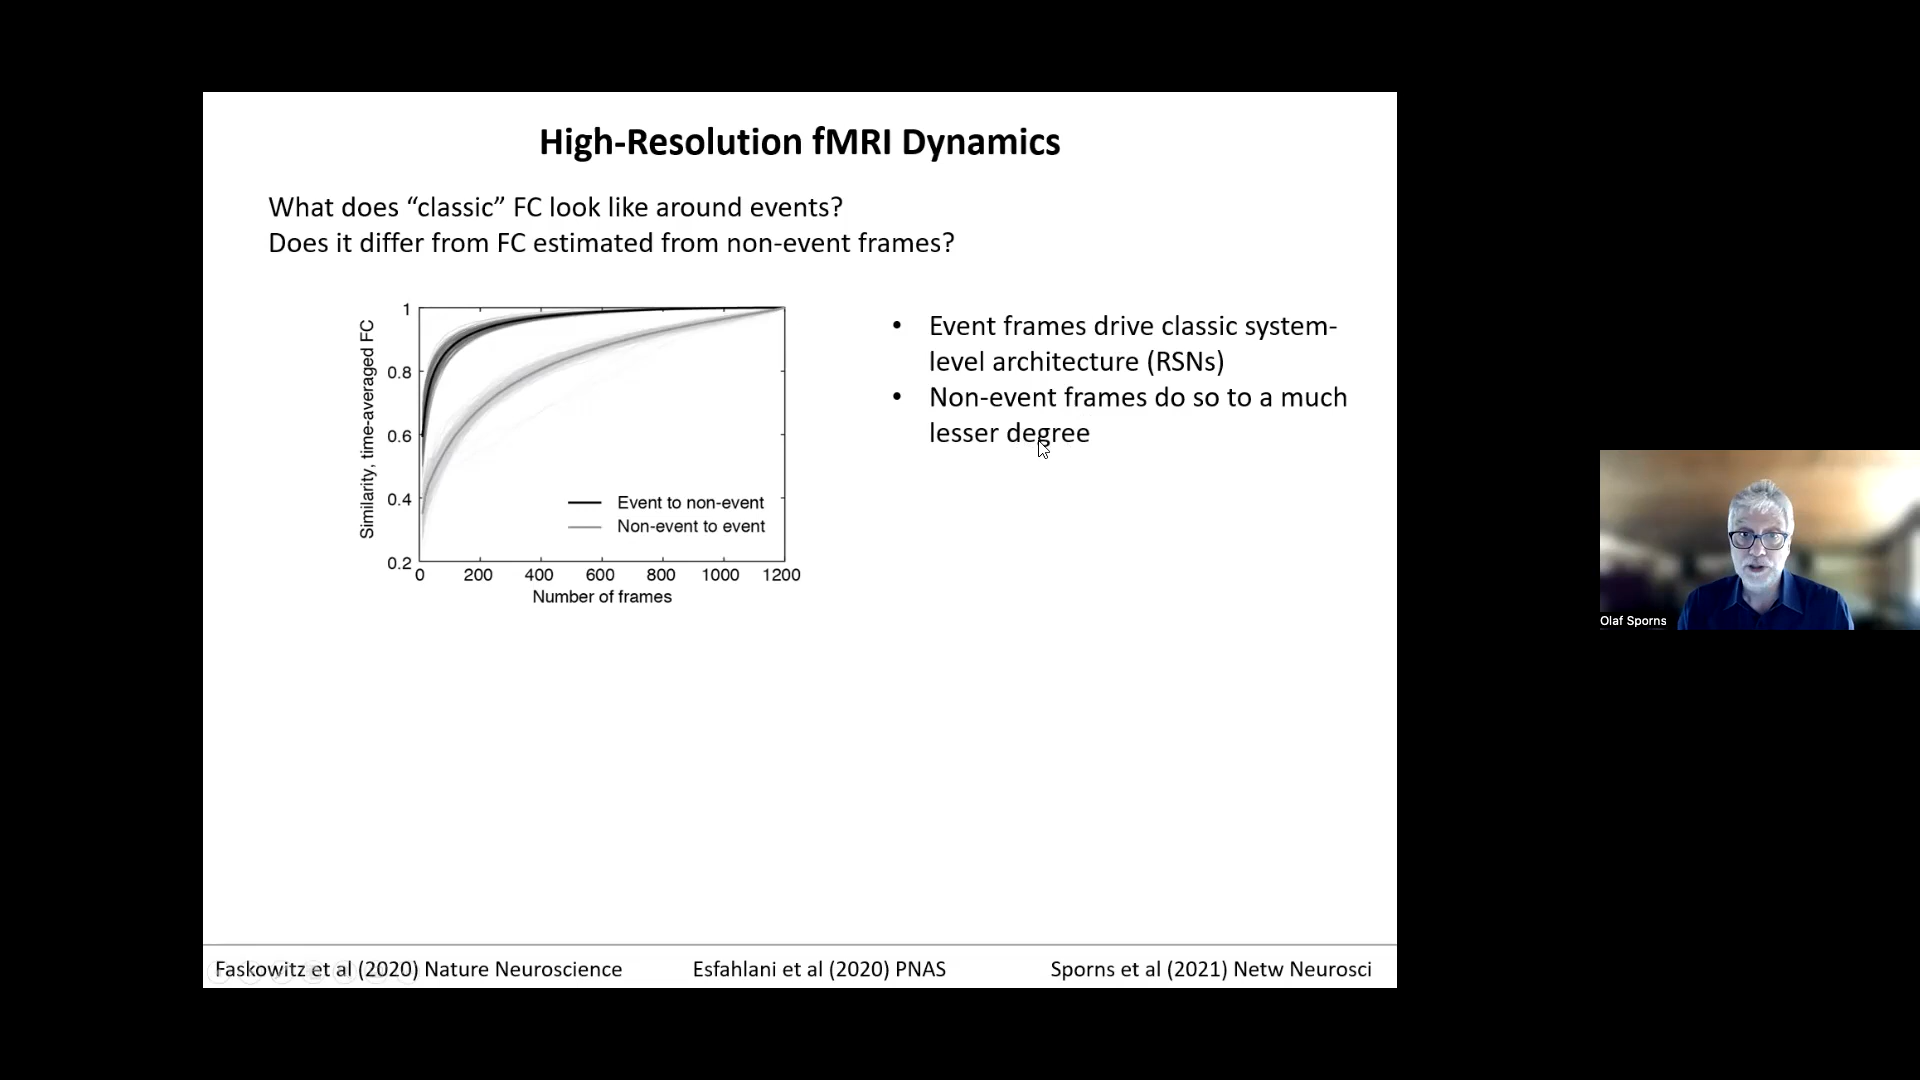 High-Resolution fMRI Dynamics
What does “classic” FC look like around events?
Does it differ from FC estimated from non-event frames?
Similarity, time-averaged FC
1
0.8
0.6
0.4
0.2
0 200 400 600 800 1000 1200
Number of frames
Event to non-event
Non-event to event
• Event frames drive classic system-
level architecture (RSNs)
• Non-event frames do so to a much
lesser degree
Olaf Sporns
Faskowitz et al (2020) Nature Neuroscience
Esfahlani et al (2020) PNAS
Sporns et al (2021) Netw Neurosci